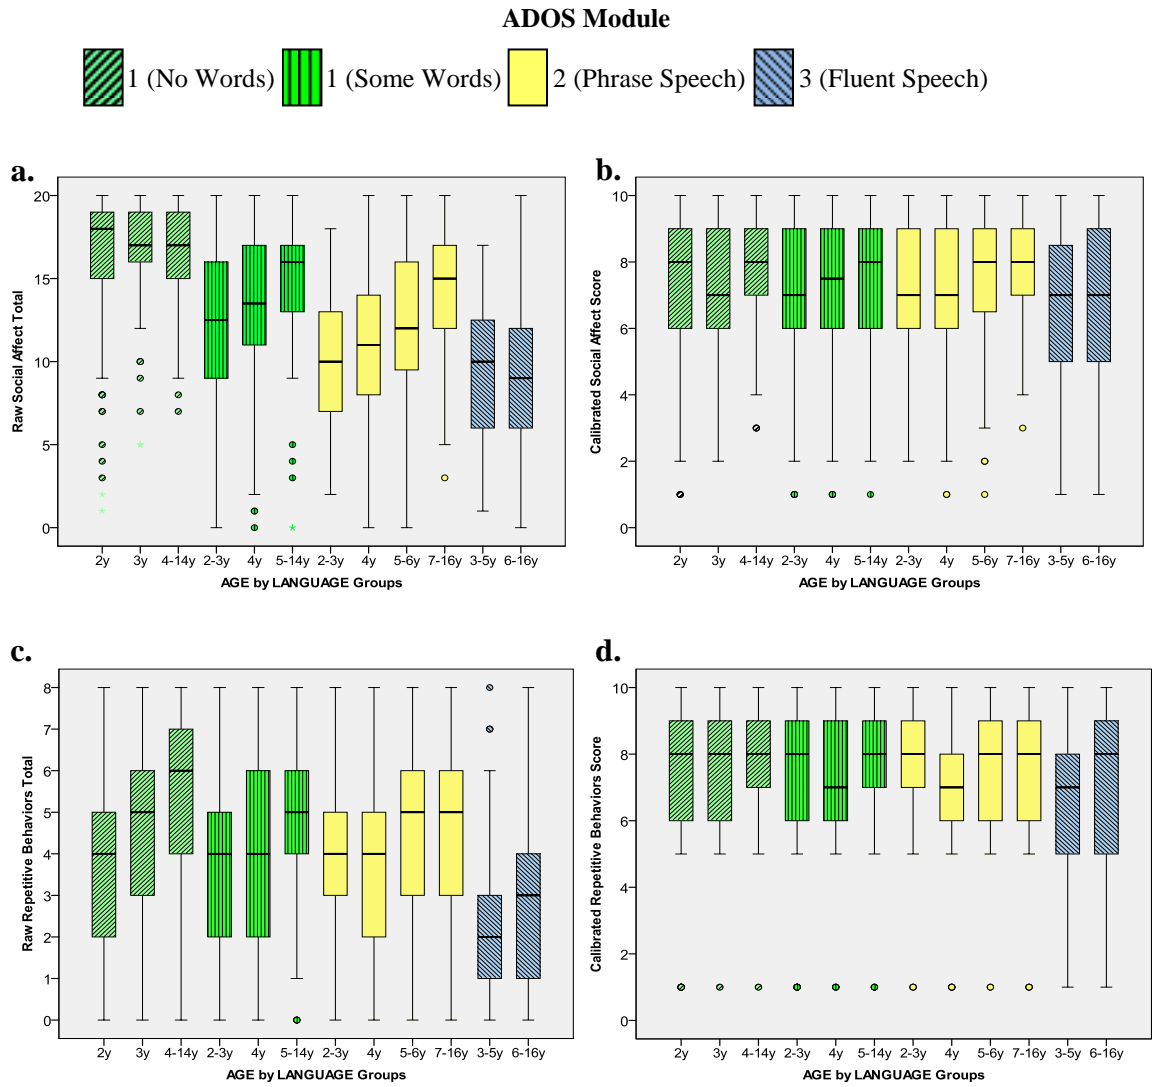 ADOS Module
1 (No Words) 1 (Some Words) 2 (Phrase Speech) 3 (Fluent Speech)
a.
Raw Social Affect Total
20
15
10
5
0
2y 3y 4-14y 2-3y 4y 5-14y 2-3y 4y 5-6y 7-16y 3-5y 6-16y
AGE by LANGUAGE Groups
b.
Calibrated Social Affect Score
10
8
6
4
2
0
2y 3y 4-14y 2-3y 4y 5-14y 2-3y 4y 5-6y 7-16y 3-5y 6-16y
AGE by LANGUAGE Groups
c.
Raw Repetitive Behaviors Total
8
7
6
5
4
3
2
1
0
2y 3y 4-14y 2-3y 4y 5-14y 2-3y 4y 5-6y 7-16y 3-5y 6-16y
AGE by LANGUAGE Groups
d.
Calibrated Repetitive Behaviors Score
10
8
6
4
2
0
2y 3y 4-14y 2-3y 4y 5-14y 2-3y 4y 5-6y 7-16y 3-5y 6-16y
AGE by LANGUAGE Groups